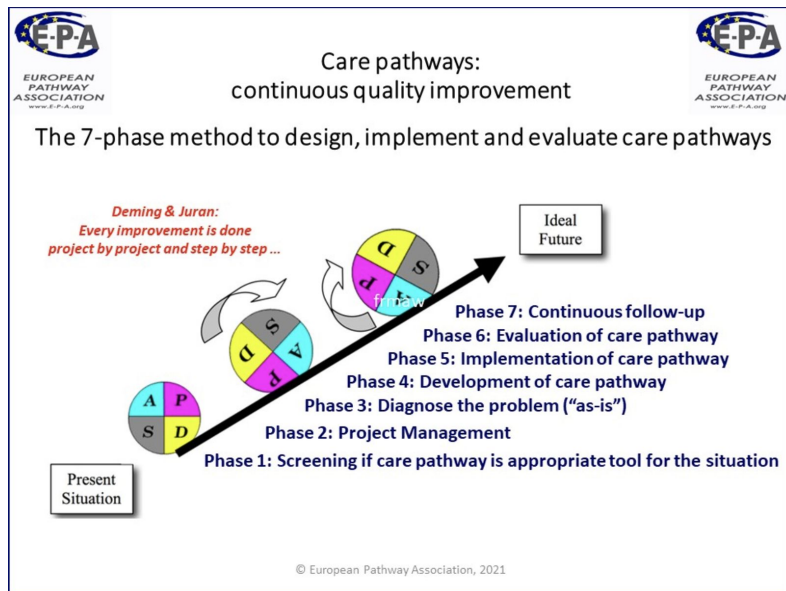 E-P-A
EUROPEAN
PATHWAY
ASSOCIATION
www.E-P-A.org
E-P-A
EUROPEAN
PATHWAY
ASSOCIATION
www.E-P-A.org
Care pathways:
continuous quality improvement
The 7-phase method to design, implement and evaluate care pathways
Deming & Juran:
Every improvement is done
project by project and step by step ...
Ideal
Future
D
S
P
A
frmaw
S
D
A
P
A
P
S
D
Phase 7: Continuous follow-up
Phase 6: Evaluation of care pathway
Phase 5: Implementation of care pathway
Phase 4: Development of care pathway
Phase 3: Diagnose the problem (“as-is”)
Phase 2: Project Management
Phase 1: Screening if care pathway is appropriate tool for the situation
Present
Situation
© European Pathway Association, 2021